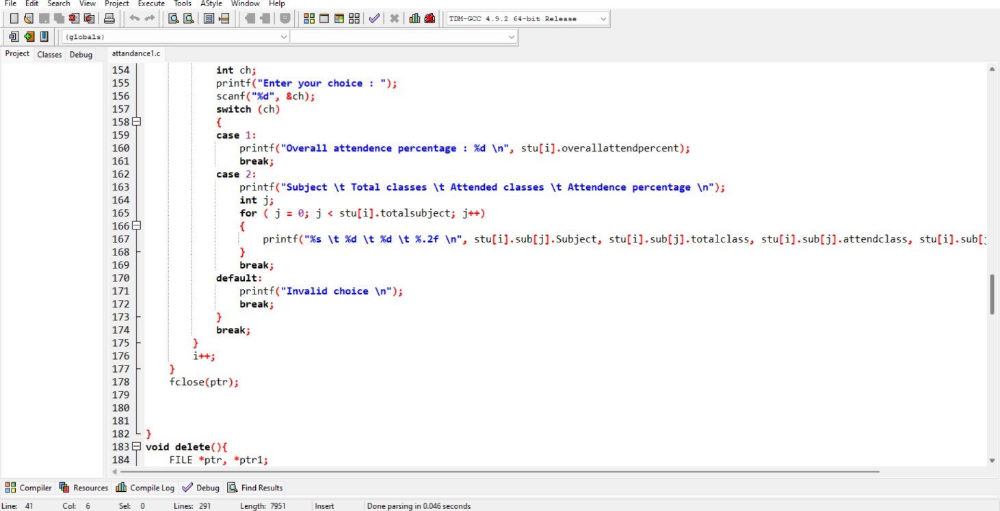 File Edit Search View Project Execute Tools AStyle Window Help
TDM-GCC 4.9.2 64-bit Release
(globals)
Project Classes Debug attandance1.c
154 int ch;
155 printf("Enter your choice : ");
156 scanf("%d", &ch);
157 switch (ch)
158 {
159 case 1:
160 printf("Overall attendence percentage : %d \n", stu[i].overallattendpercent);
161 break;
162 case 2:
163 printf("Subject \t Total classes \t Attended classes \t Attendence percentage \n");
164 int j;
165 for ( j = 0; j < stu[i].totalsubject; j++)
166 {
167 printf("%s \t %d \t %d \t %.2f \n", stu[i].sub[j].Subject, stu[i].sub[j].totalclass, stu[i].sub[j].attendclass, stu[i].sub[
168 }
169 break;
170 default:
171 printf("Invalid choice \n");
172 break;
173 }
174 break;
175 }
176 i++;
177 }
178 fclose(ptr);
179
180
181
182 }
183 void delete(){
184 FILE *ptr, *ptr1;
Compiler Resources Compile Log Debug Find Results
Line: 41 Col: 6 Sel: 0 Lines: 291 Length: 7951 Insert Done parsing in 0.046 seconds